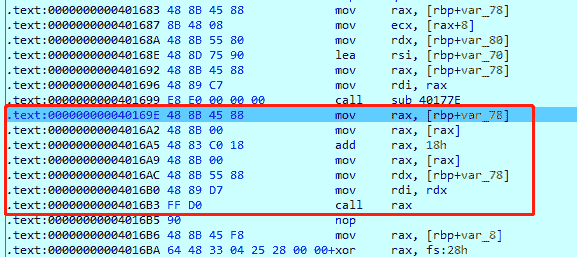 .text:0000000000401683 48 8B 45 88 mov rax, [rbp+var_78]
.text:0000000000401687 8B 48 08 mov ecx, [rax+8]
.text:000000000040168A 48 8B 55 80 mov rdx, [rbp+var_80]
.text:000000000040168E 48 8D 75 90 lea rsi, [rbp+var_70]
.text:0000000000401692 48 8B 45 88 mov rax, [rbp+var_78]
.text:0000000000401696 48 89 C7 mov rdi, rax
.text:0000000000401699 E8 E0 00 00 00 call sub_40177E
.text:000000000040169E 48 8B 45 88 mov rax, [rbp+var_78]
.text:00000000004016A2 48 8B 00 mov rax, [rax]
.text:00000000004016A5 48 83 C0 18 add rax, 18h
.text:00000000004016A9 48 8B 00 mov rax, [rax]
.text:00000000004016AC 48 8B 55 88 mov rdx, [rbp+var_78]
.text:00000000004016B0 48 89 D7 mov rdi, rdx
.text:00000000004016B3 FF D0 call rax
.text:00000000004016B5 90 nop
.text:00000000004016B6 48 8B 45 F8 mov rax, [rbp+var_8]
.text:00000000004016BA 64 48 33 04 25 28 00 00+xor rax, fs:28h